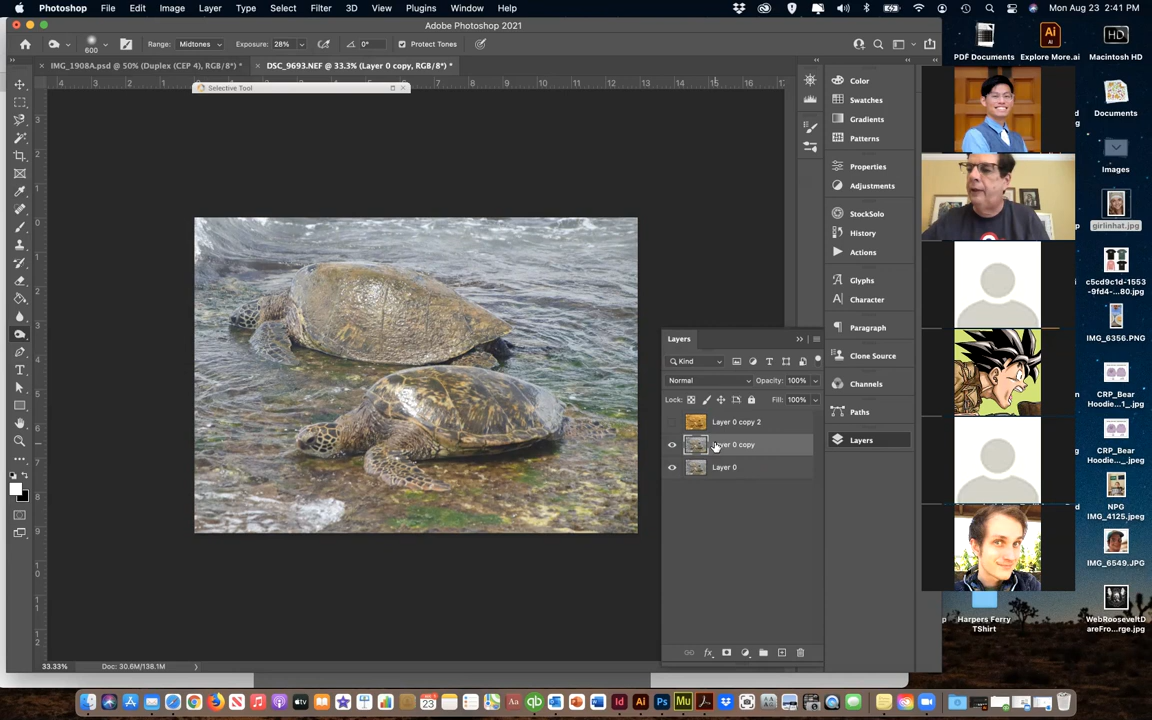 Photoshop File Edit Image Layer Type Select Filter 3D View Plugins Window Help
Mon Aug 23 2:41 PM
Adobe Photoshop 2021
600
Range: Midtones
Exposure: 28%
0°
Protect Tones
IMG_1908A.psd @ 50% (Duplex (CEP 4), RGB/8*) *
DSC_9693.NEF @ 33.3% (Layer 0 copy, RGB/8*) *
Selective Tool
Color
Swatches
Gradients
Patterns
Properties
Adjustments
StockSolo
History
Actions
Glyphs
Character
Paragraph
Clone Source
Channels
Paths
Layers
Layers
Kind
Normal
Opacity: 100%
Lock:
Fill: 100%
Layer 0 copy 2
Layer 0 copy
Layer 0
33.33%
Doc: 30.6M/138.1M
PDF Documents
Explore More.ai
Macintosh HD
Documents
Images
girlinhat.jpg
c5cd9c1d-1553
-9fd4-...80.jpg
IMG_6356.PNG
CRP_Bear
Hoodie..._1_.jpg
CRP_Bear
Hoodie..._.jpeg
NPG
IMG_4125.jpeg
IMG_6549.JPG
Harpers Ferry
TShirt
WebRooseveltD
areFro...rge.jpg